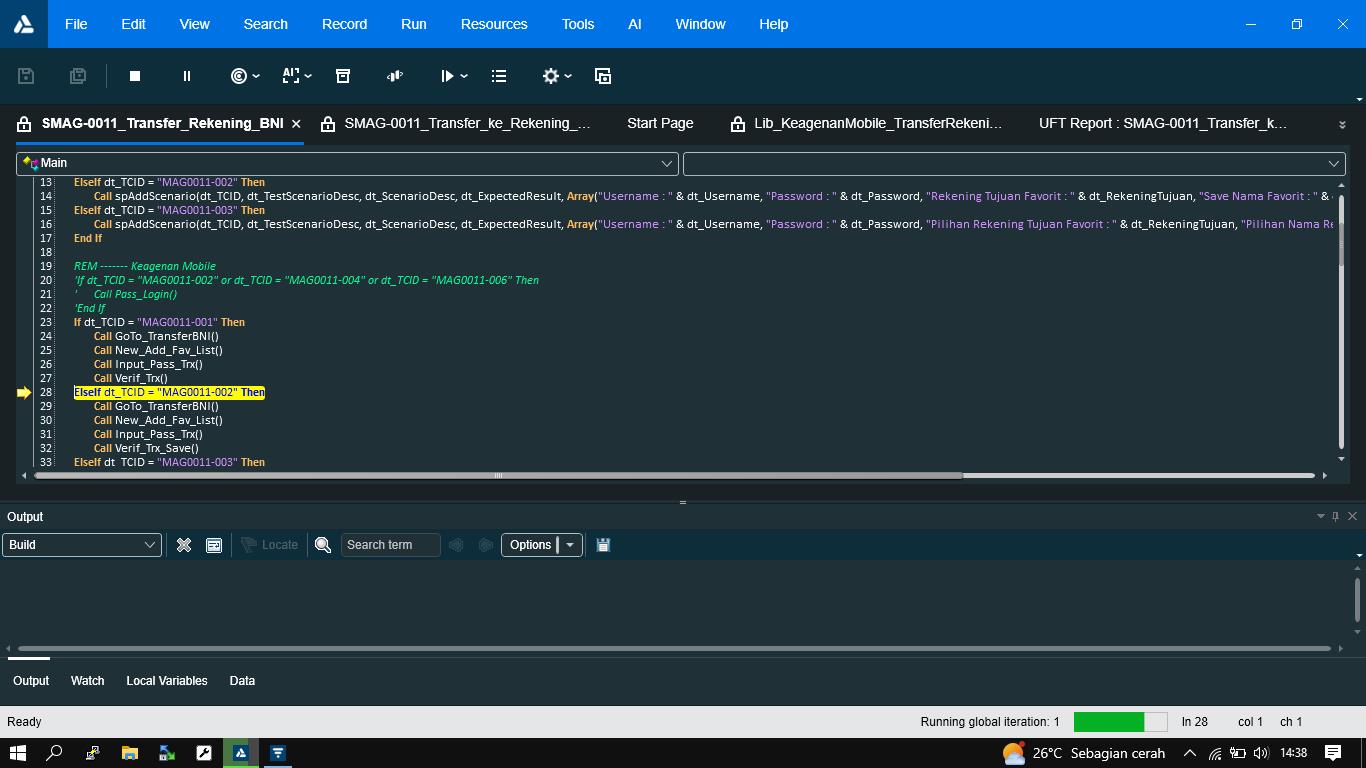 File Edit View Search Record Run Resources Tools AI Window Help
SMAG-0011_Transfer_Rekening_BNI SMAG-0011_Transfer_ke_Rekening_... Start Page Lib_KeagenanMobile_TransferRekeni... UFT Report : SMAG-0011_Transfer_k...
Main
13 ElseIf dt_TCID = "MAG0011-002" Then
14 Call spAddScenario(dt_TCID, dt_TestScenarioDesc, dt_ScenarioDesc, dt_ExpectedResult, Array("Username : " & dt_Username, "Password : " & dt_Password, "Rekening Tujuan Favorit : " & dt_RekeningTujuan, "Save Nama Favorit : " &
15 ElseIf dt_TCID = "MAG0011-003" Then
16 Call spAddScenario(dt_TCID, dt_TestScenarioDesc, dt_ScenarioDesc, dt_ExpectedResult, Array("Username : " & dt_Username, "Password : " & dt_Password, "Pilihan Rekening Tujuan Favorit : " & dt_RekeningTujuan, "Pilihan Nama Re
17 End If
18
19 REM ------- Keagenan Mobile
20 'If dt_TCID = "MAG0011-002" or dt_TCID = "MAG0011-004" or dt_TCID = "MAG0011-006" Then
21 ' Call Pass_Login()
22 'End If
23 If dt_TCID = "MAG0011-001" Then
24 Call GoTo_TransferBNI()
25 Call New_Add_Fav_List()
26 Call Input_Pass_Trx()
27 Call Verif_Trx()
28 ElseIf dt_TCID = "MAG0011-002" Then
29 Call GoTo_TransferBNI()
30 Call New_Add_Fav_List()
31 Call Input_Pass_Trx()
32 Call Verif_Trx_Save()
33 ElseIf dt_TCID = "MAG0011-003" Then
Output
Build Locate Search term Options
Output Watch Local Variables Data
Ready Running global iteration: 1 ln 28 col 1 ch 1
26°C Sebagian cerah 14:38